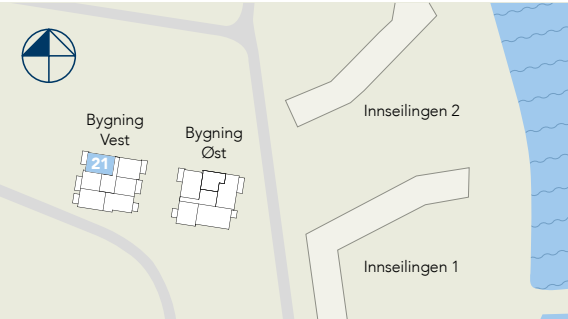 Innseilingen 2
Bygning
Vest
Bygning
Øst
21
Innseilingen 1